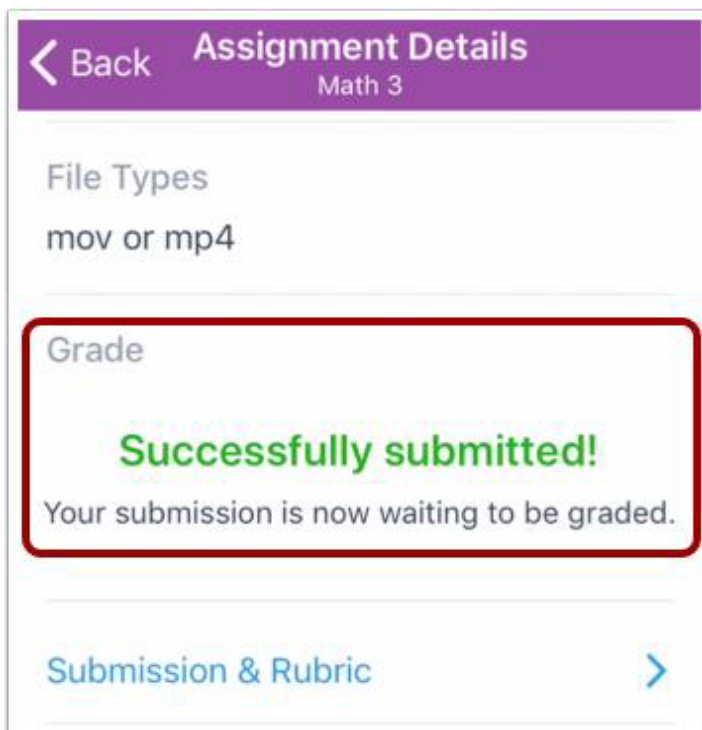 Back
Assignment Details
Math 3
File Types
mov or mp4
Grade
Successfully submitted!
Your submission is now waiting to be graded.
Submission & Rubric